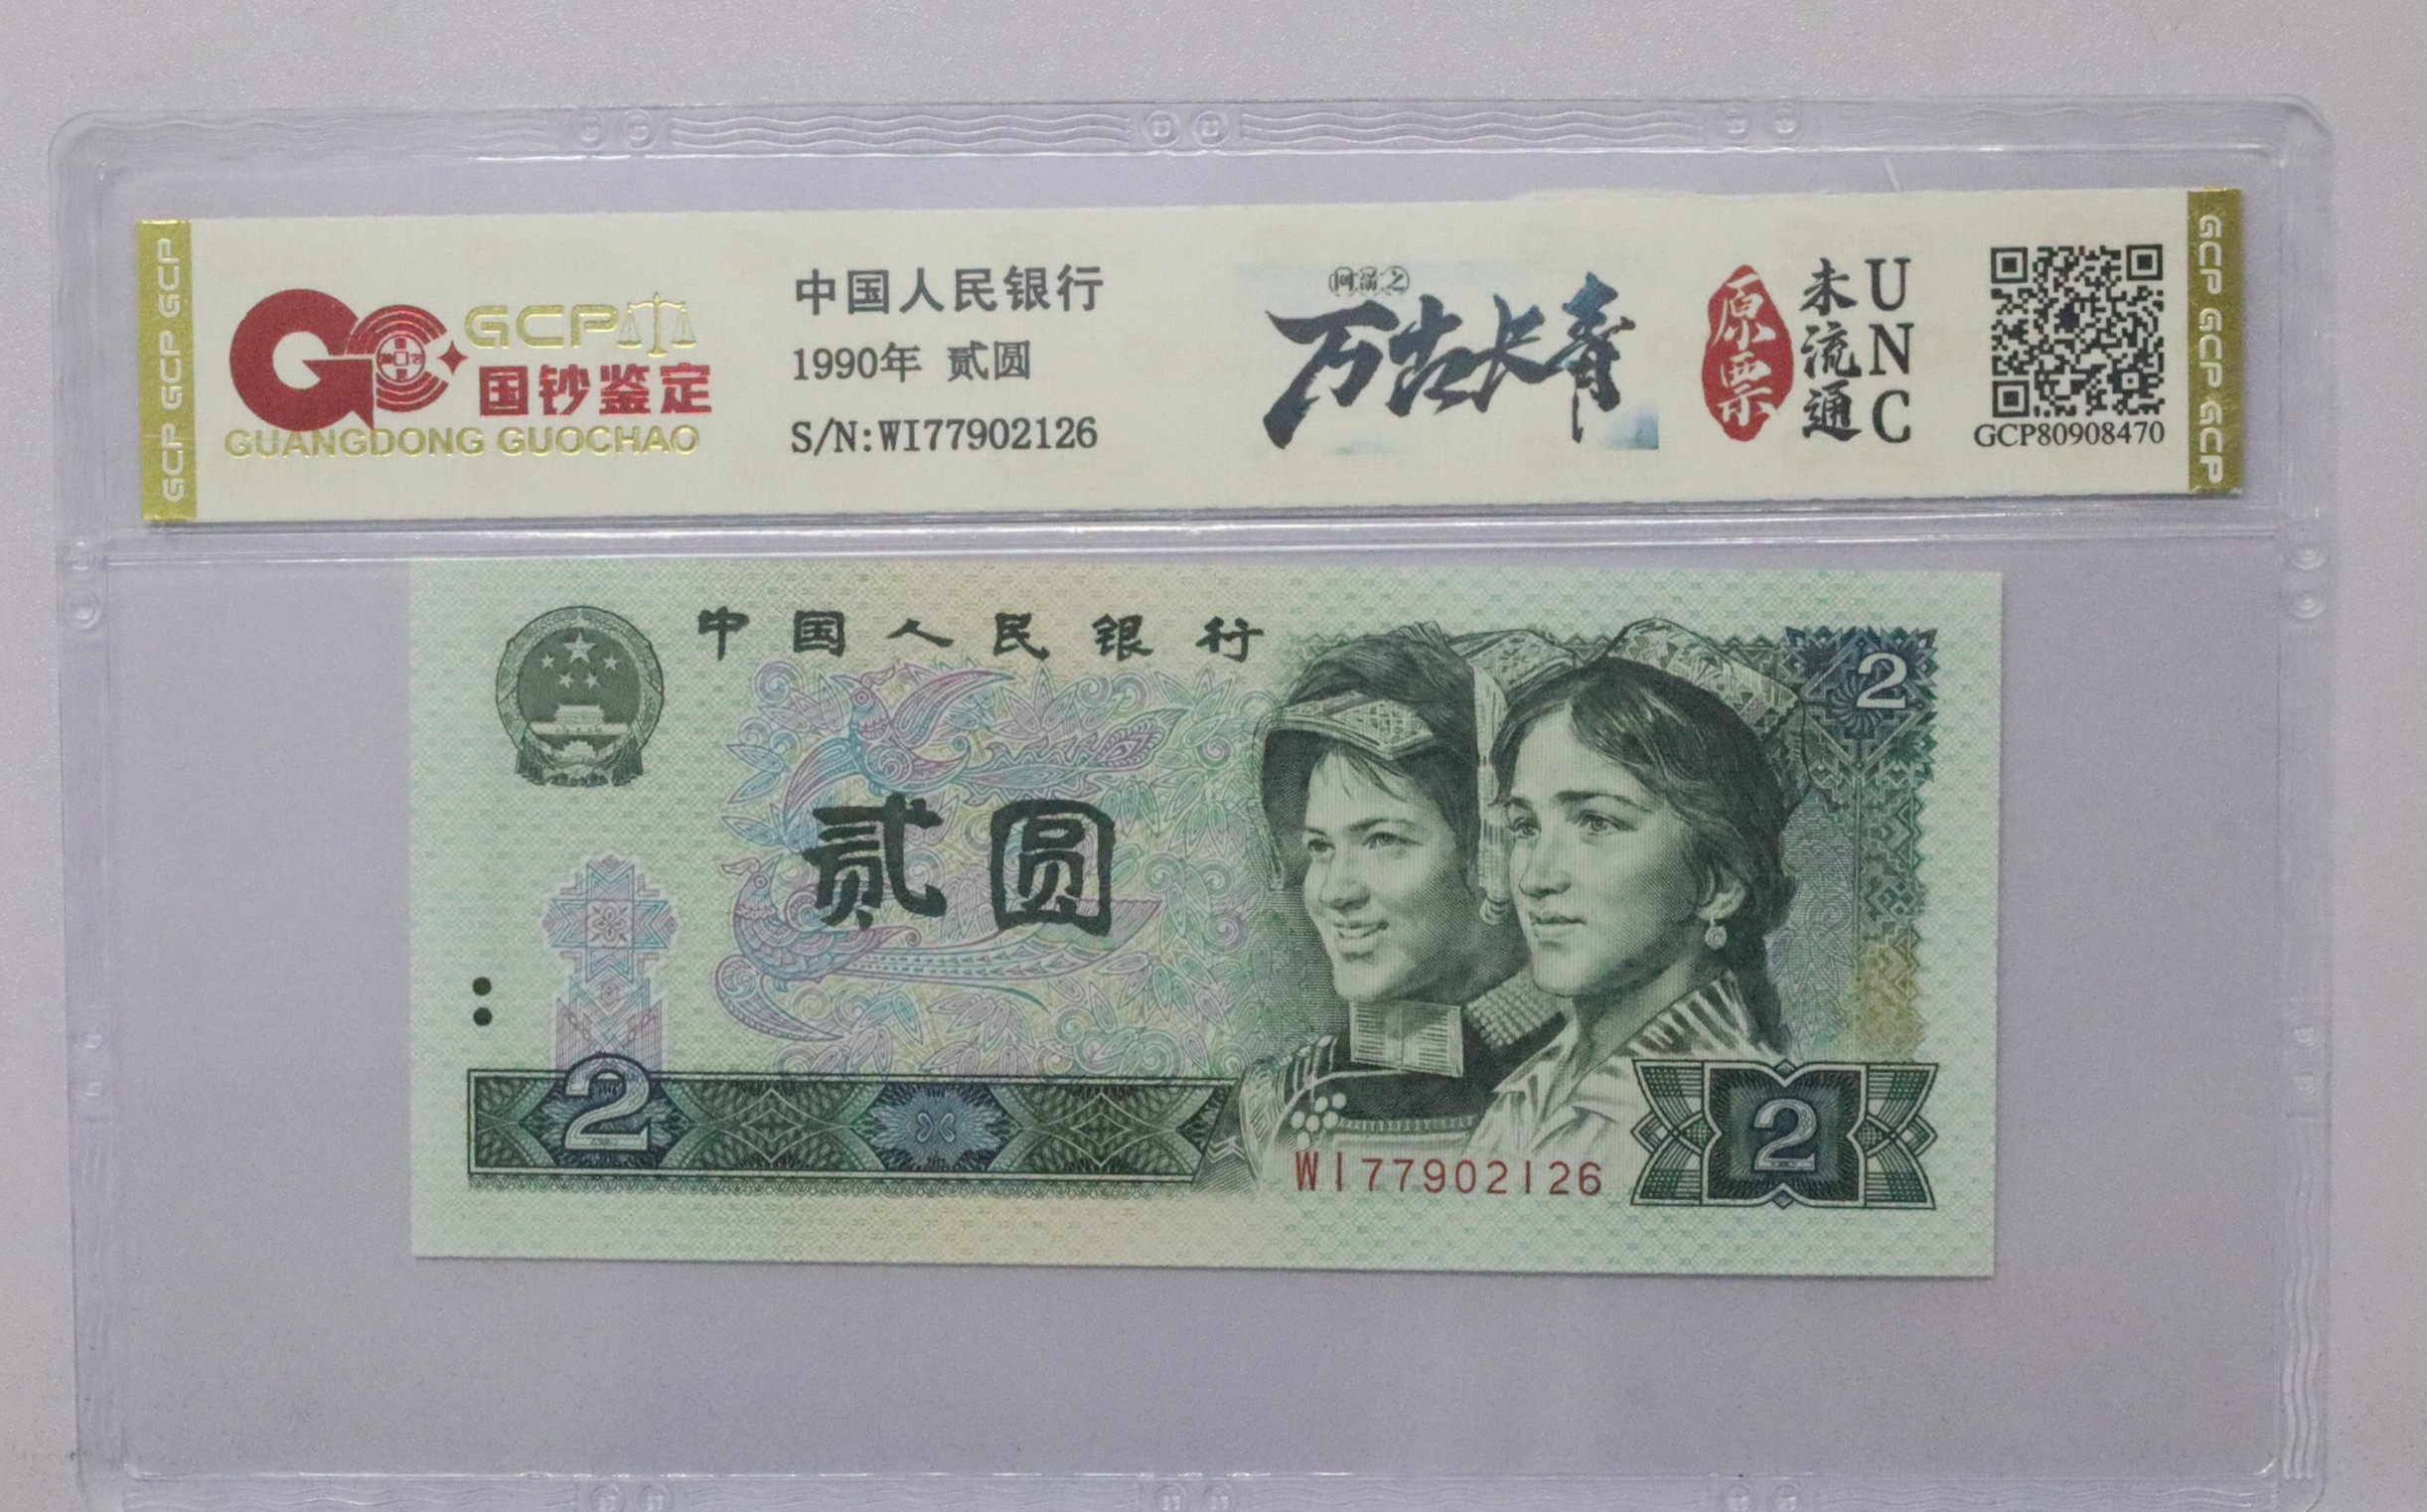 GCP GCP GCP
GCP
国钞鉴定
GUANGDONG GUOCHAO
中国人民银行
1990年 贰圆
S/N:WI77902126
万古长青
原票
未流通
UNC
GCP80908470
GCP GCP GCP
中国人民银行
2
贰圆
2
WI77902126
2